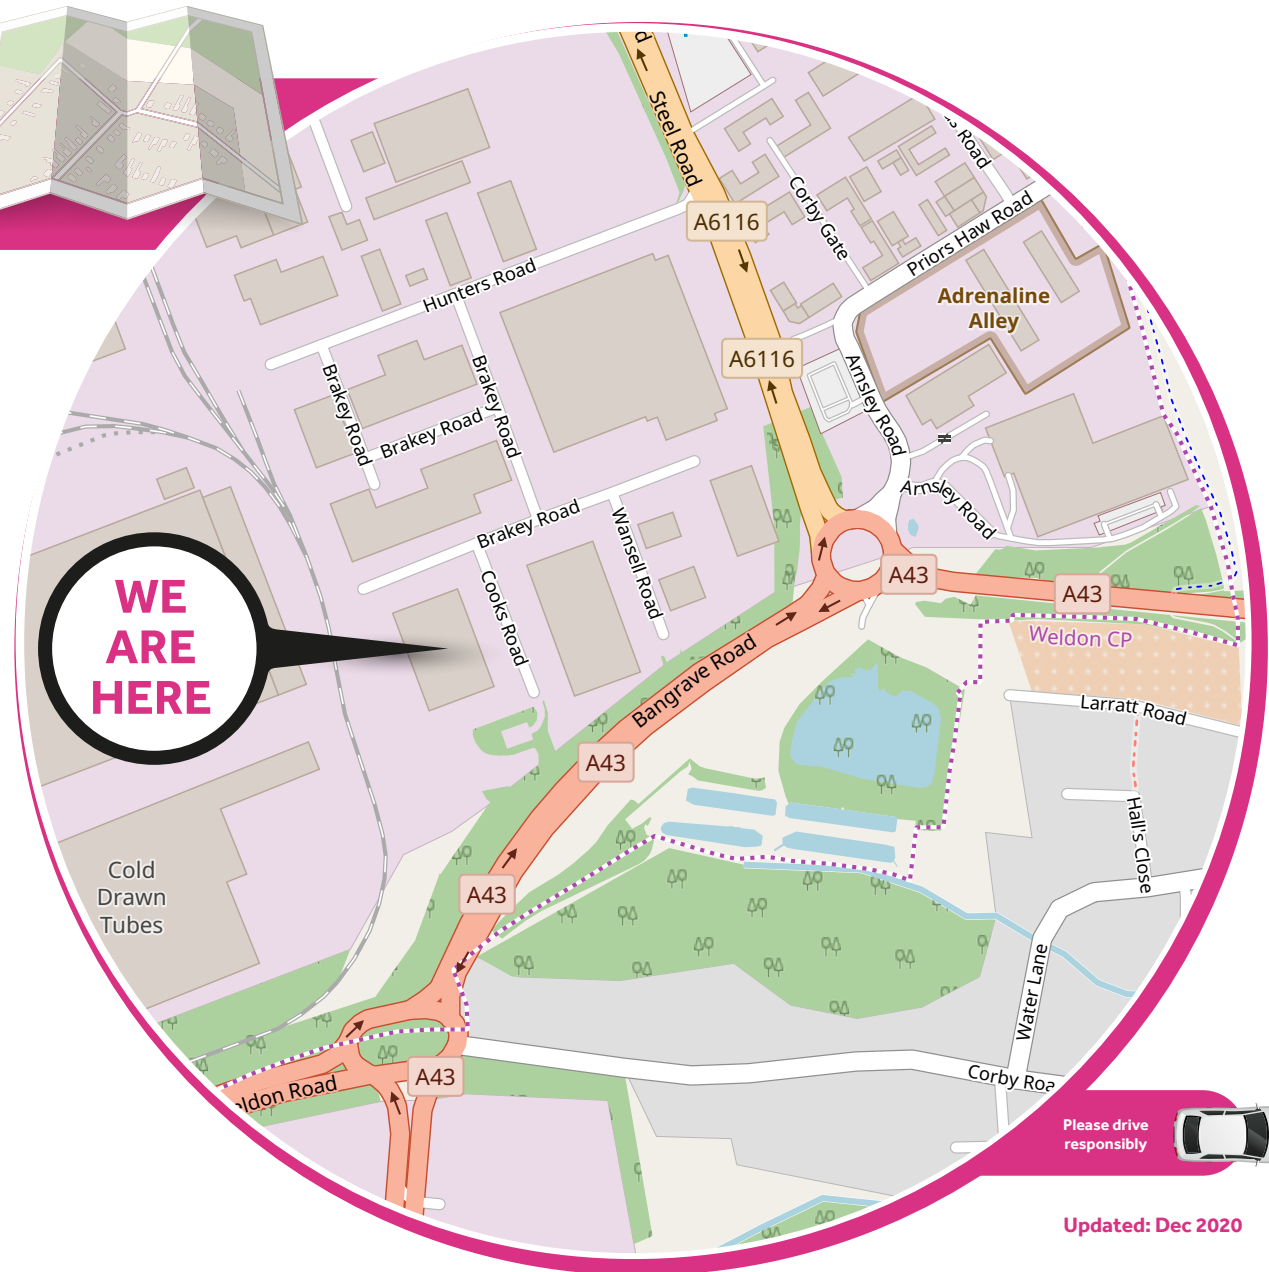 Steel Road
Road
A6116
Corby Gate
Priors Haw Road
Hunters Road
Adrenaline
Alley
A6116
Brakey Road
Brakey Road
Brakey Road
Arnsley Road
Arnsley Road
Brakey Road
Wansell Road
Cooks Road
A43
A43
WE
ARE
HERE
Weldon CP
Bangrave Road
Larratt Road
A43
Hall's Close
Cold
Drawn
Tubes
A43
Water Lane
A43
Corby Roa
eldon Road
Please drive
responsibly
Updated: Dec 2020